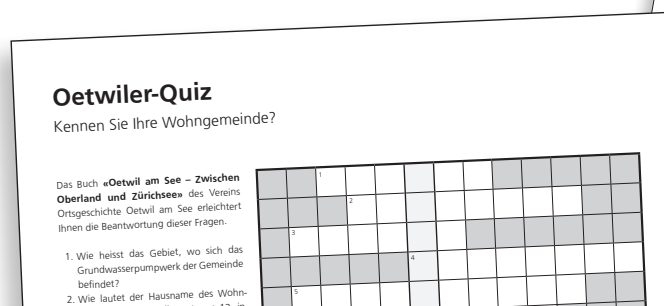 Oetwiler-Quiz
Kennen Sie Ihre Wohngemeinde?
Das Buch «Oetwil am See – Zwischen
Oberland und Zürichsee» des Vereins
Ortsgeschichte Oetwil am See erleichtert
Ihnen die Beantwortung dieser Fragen.
1. Wie heisst das Gebiet, wo sich das
Grundwasserpumpwerk der Gemeinde
befindet?
2. Wie lautet der Hausname des Wohn-
1
2
3
4
5